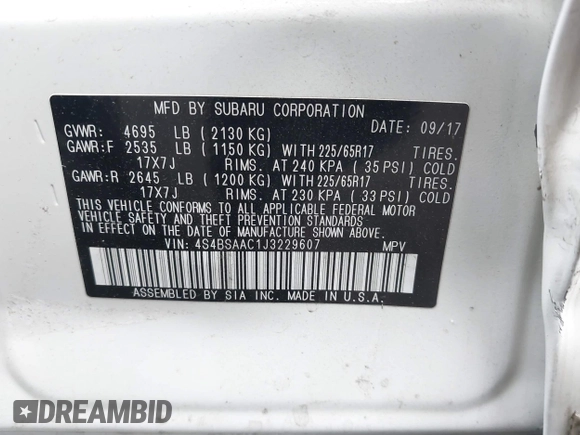 MFD BY SUBARU CORPORATION
GVWR: 4695 LB (2130 KG) DATE: 09/17
GAWR:F 2535 LB (1150 KG) WITH 225/65R17 TIRES.
17X7J RIMS. AT 240 KPA (35 PSI) COLD
GAWR:R 2645 LB (1200 KG) WITH 225/65R17 TIRES.
17X7J RIMS. AT 230 KPA (33 PSI) COLD
THIS VEHICLE CONFORMS TO ALL APPLICABLE FEDERAL MOTOR
VEHICLE SAFETY AND THEFT PREVENTION STANDARDS IN
EFFECT ON THE DATE OF MANUFACTURE SHOWN ABOVE.
VIN: 4S4BSAAC1J3229607 MPV
ASSEMBLED BY SIA INC. MADE IN U.S.A.
DREAMBID